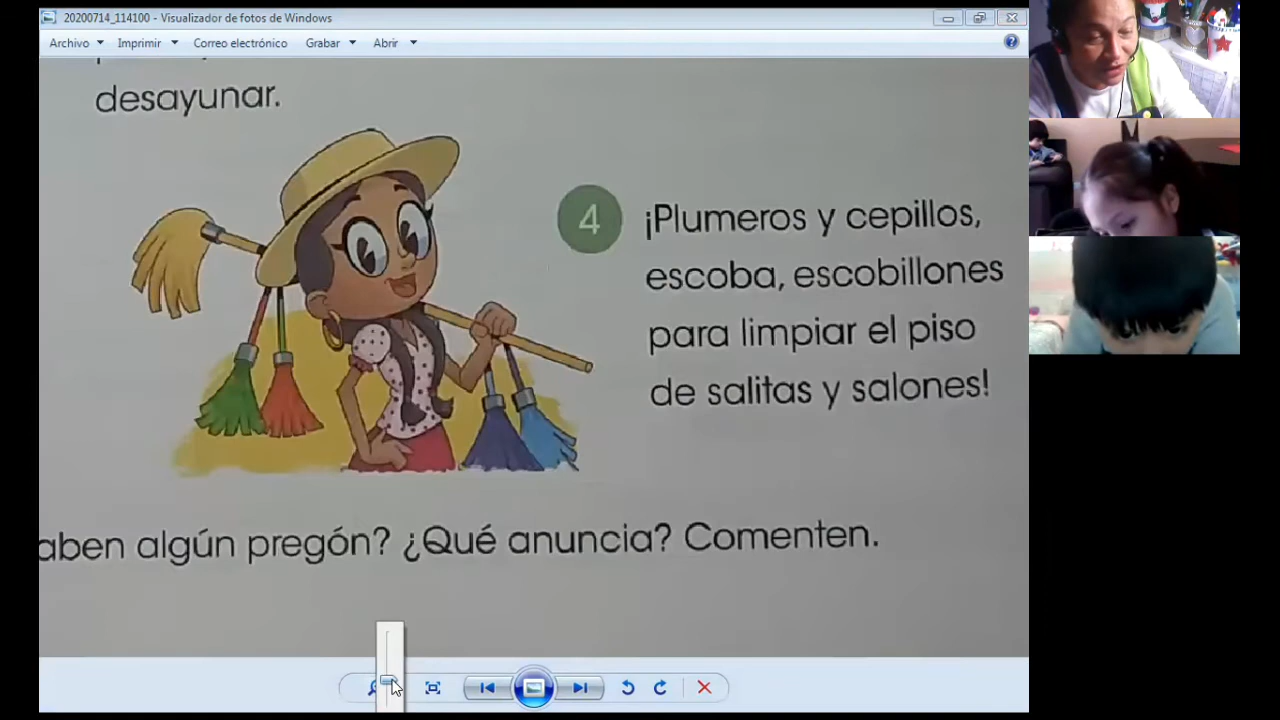 20200714_114100 - Visualizador de fotos de Windows
Archivo Imprimir Correo electrónico Grabar Abrir
desayunar.
4 ¡Plumeros y cepillos,
escoba, escobillones
para limpiar el piso
de salitas y salones!
aben algún pregón? ¿Qué anuncia? Comenten.